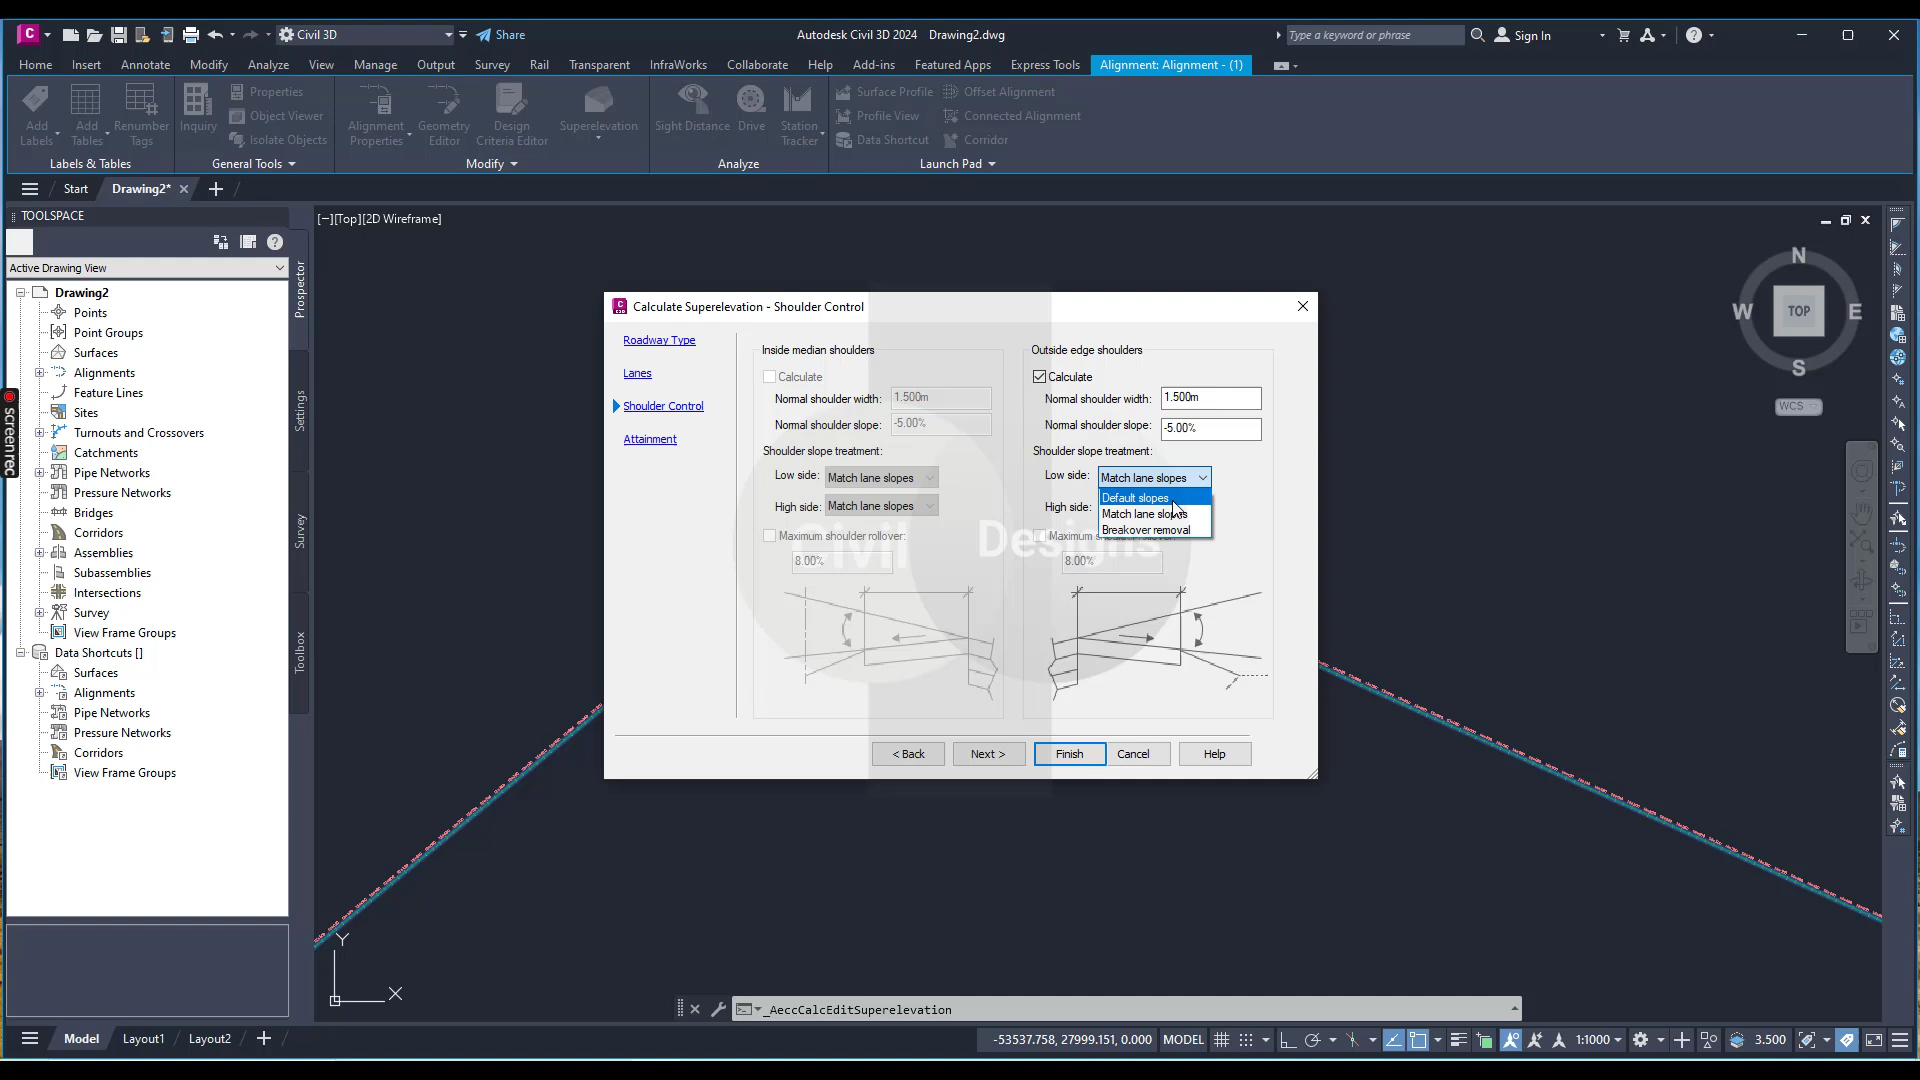 C
Civil 3D
Share
Autodesk Civil 3D 2024 Drawing2.dwg
Type a keyword or phrase
Sign In
Home Insert Annotate Modify Analyze View Manage Output Survey Rail Transparent InfraWorks Collaborate Help Add-ins Featured Apps Express Tools Alignment: Alignment - (1)
Add Labels
Add Tables
Renumber Tags
Inquiry
Properties
Object Viewer
Isolate Objects
Alignment Properties
Geometry Editor
Design Criteria Editor
Superelevation
Sight Distance
Drive
Station Tracker
Surface Profile
Profile View
Data Shortcut
Offset Alignment
Connected Alignment
Corridor
Labels & Tables
General Tools
Modify
Analyze
Launch Pad
Start
Drawing2*
TOOLSPACE
[−][Top][2D Wireframe]
Active Drawing View
Drawing2
Points
Point Groups
Surfaces
Alignments
Feature Lines
Sites
Turnouts and Crossovers
Catchments
Pipe Networks
Pressure Networks
Bridges
Corridors
Assemblies
Subassemblies
Intersections
Survey
View Frame Groups
Data Shortcuts []
Surfaces
Alignments
Pipe Networks
Pressure Networks
Corridors
View Frame Groups
Prospector
Settings
Survey
Toolbox
screenrec
Calculate Superelevation - Shoulder Control
Roadway Type
Lanes
Shoulder Control
Attainment
Inside median shoulders
Calculate
Normal shoulder width: 1.500m
Normal shoulder slope: -5.00%
Shoulder slope treatment:
Low side: Match lane slopes
High side: Match lane slopes
Maximum shoulder rollover:
8.00%
Outside edge shoulders
Calculate
Normal shoulder width: 1.500m
Normal shoulder slope: -5.00%
Shoulder slope treatment:
Low side: Match lane slopes
Default slopes
Match lane slopes
Breakover removal
High side:
8.00%
Civil Designs
< Back
Next >
Finish
Cancel
Help
N
W
TOP
E
S
WCS
Y
X
_AeccCalcEditSuperelevation
Model
Layout1
Layout2
-53537.758, 27999.151, 0.000
MODEL
1:1000
3.500